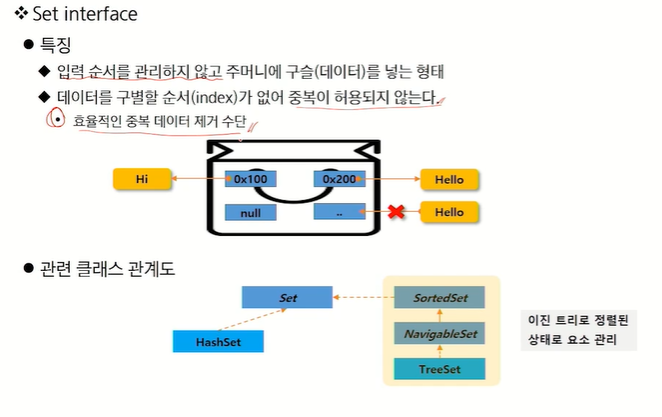 ❖ Set interface
● 특징
◆ 입력 순서를 관리하지 않고 주머니에 구슬(데이터)를 넣는 형태
◆ 데이터를 구별할 순서(index)가 없어 중복이 허용되지 않는다.
• 효율적인 중복 데이터 제거 수단
Hi
0x100
0x200
Hello
null
..
Hello
● 관련 클래스 관계도
Set
SortedSet
HashSet
NavigableSet
TreeSet
이진 트리로 정렬된
상태로 요소 관리